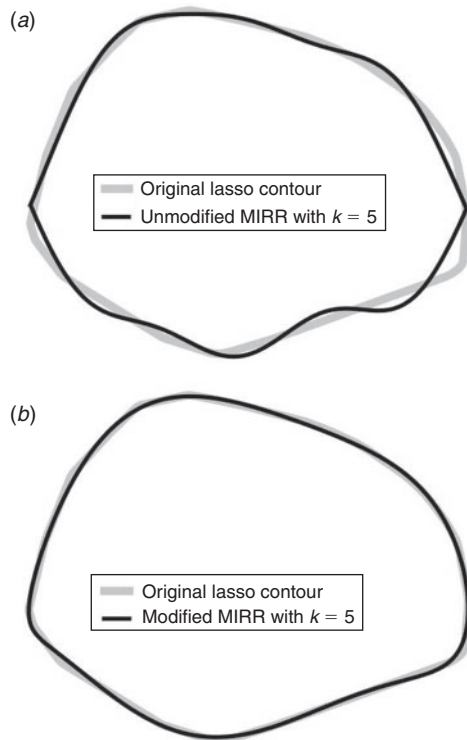 (a)
Original lasso contour
Unmodified MIRR with k = 5
(b)
Original lasso contour
Modified MIRR with k = 5